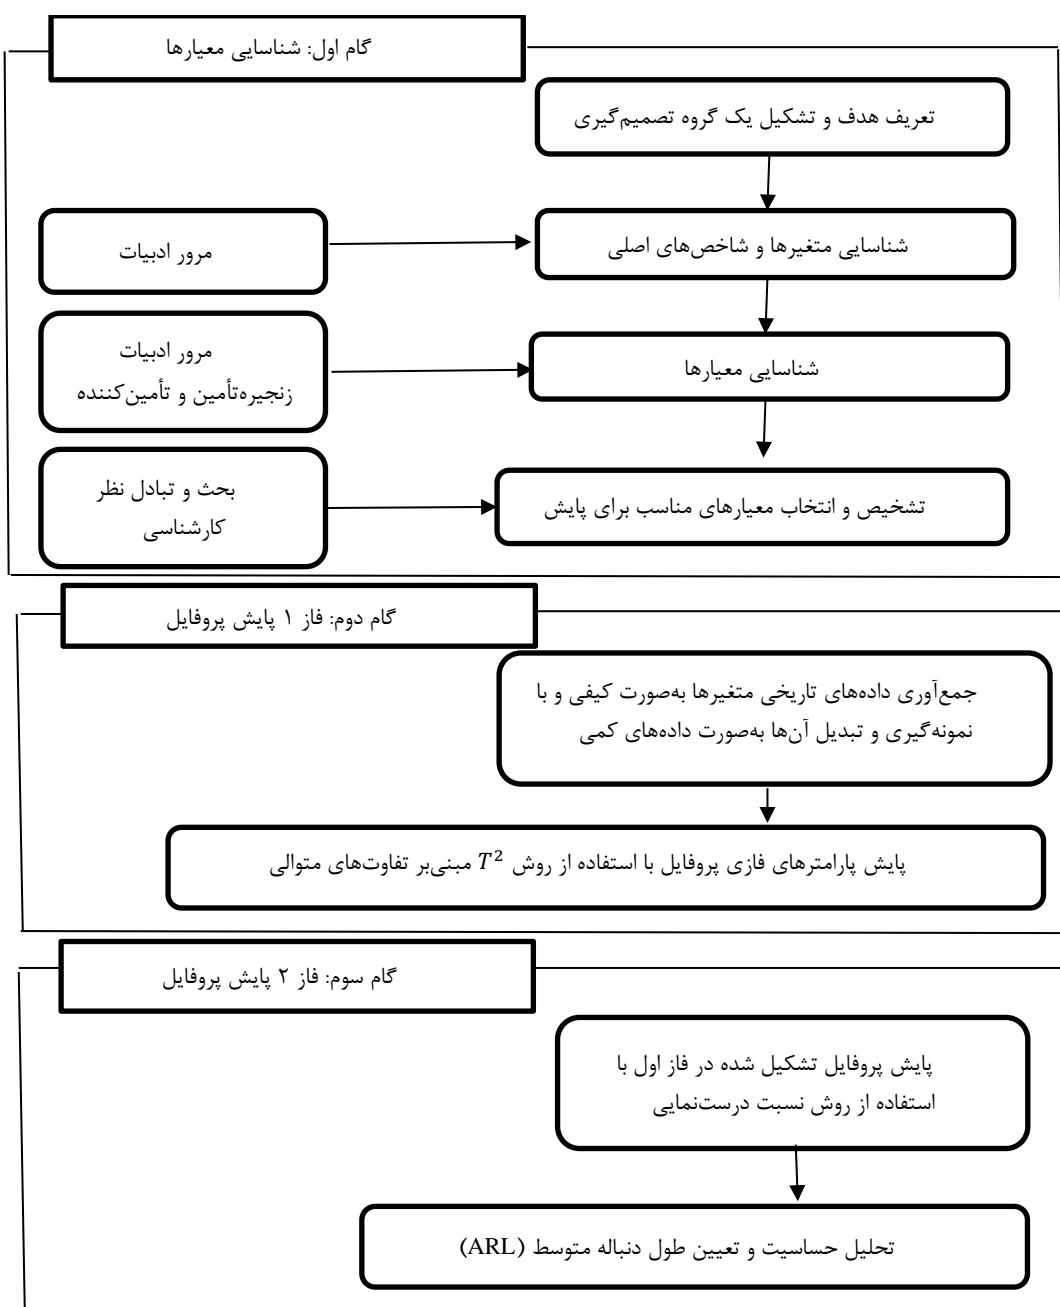 گام اول: شناسایی معیارها
تعریف هدف و تشکیل یک گروه تصمیم‌گیری
شناسایی متغیرها و شاخص‌های اصلی
مرور ادبیات
شناسایی معیارها
مرور ادبیات
زنجیره‌تأمین و تأمین‌کننده
تشخیص و انتخاب معیارهای مناسب برای پایش
بحث و تبادل نظر
کارشناسی
گام دوم: فاز ۱ پایش پروفایل
جمع‌آوری داده‌های تاریخی متغیرها به‌صورت کیفی و با
نمونه‌گیری و تبدیل آن‌ها به‌صورت داده‌های کمی
پایش پارامترهای فازی پروفایل با استفاده از روش T² مبنی‌بر تفاوت‌های متوالی
گام سوم: فاز ۲ پایش پروفایل
پایش پروفایل تشکیل شده در فاز اول با
استفاده از روش نسبت درست‌نمایی
تحلیل حساسیت و تعیین طول دنباله متوسط (ARL)